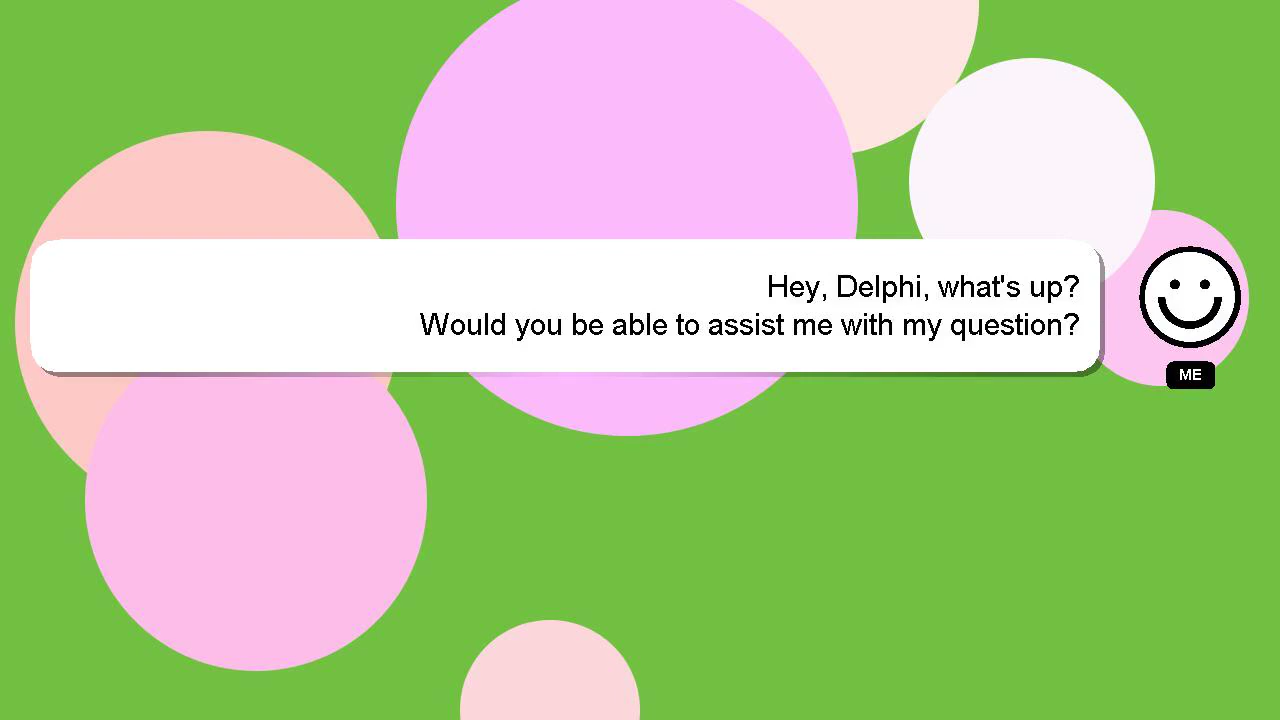 Hey, Delphi, what's up?
Would you be able to assist me with my question?
ME